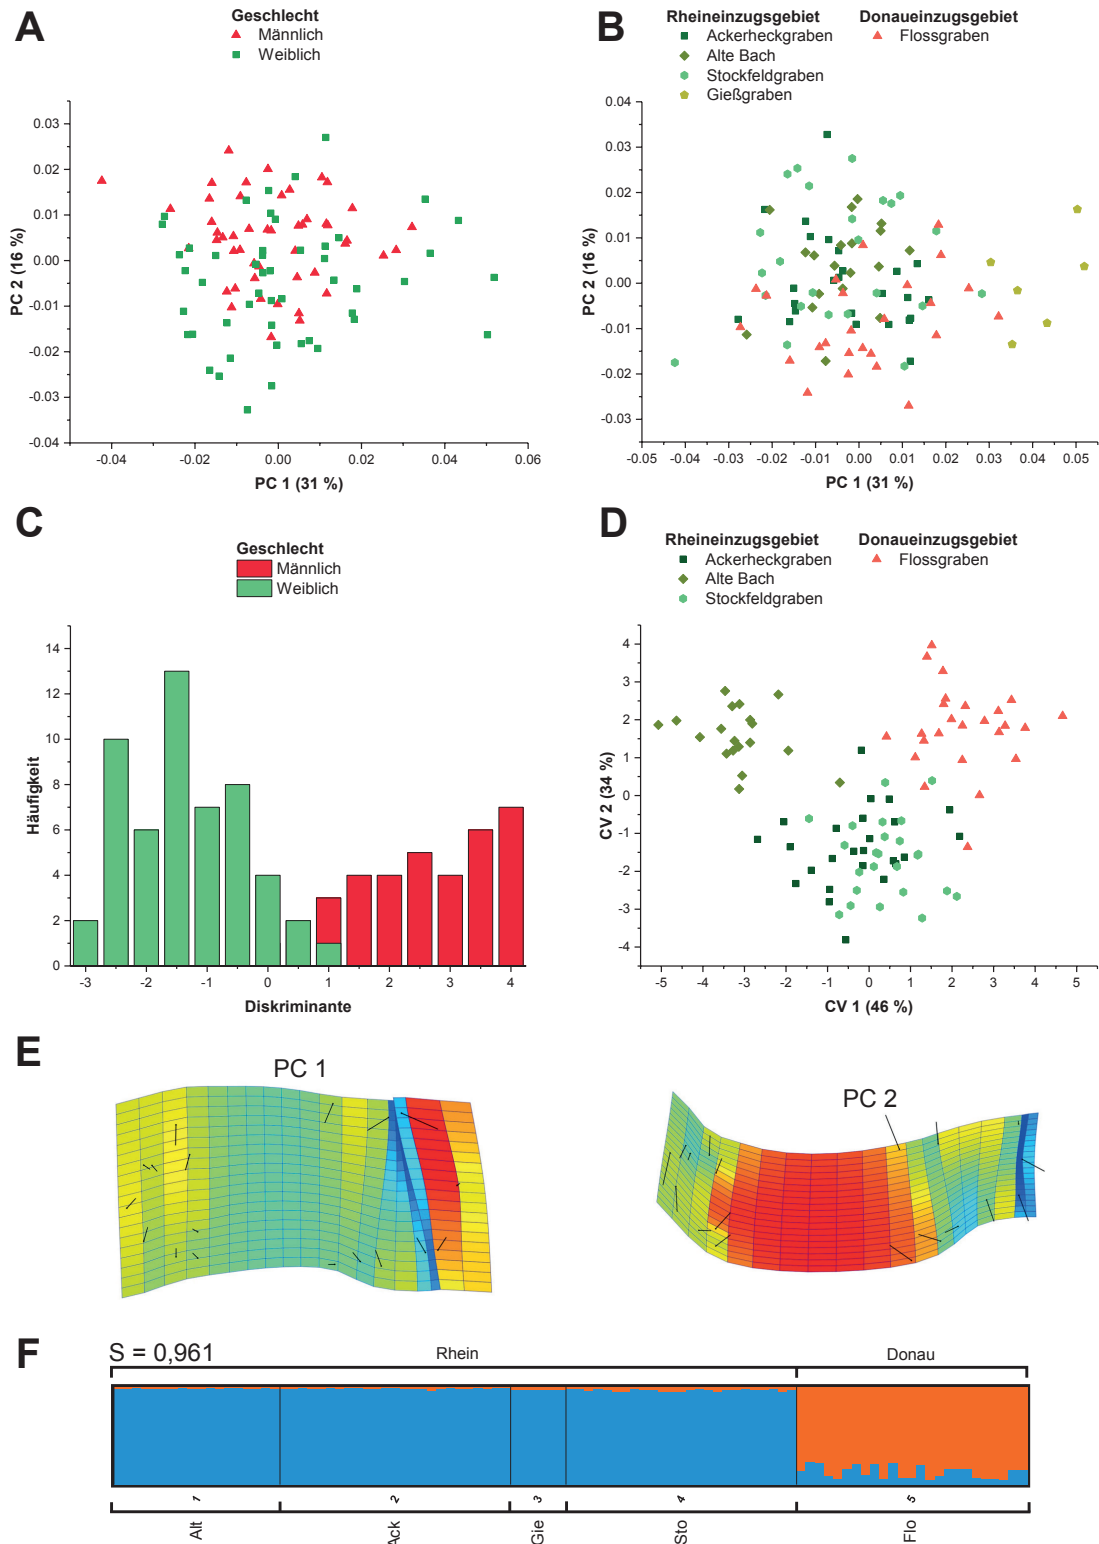 A
Geschlecht
Männlich
Weiblich
0.03
0.02
0.01
0.00
-0.01
-0.02
-0.03
-0.04
PC 2 (16 %)
-0.04 -0.02 0.00 0.02 0.04 0.06
PC 1 (31 %)
B
Rheineinzugsgebiet Donaueinzugsgebiet
Ackerheckgraben Flossgraben
Alte Bach
Stockfeldgraben
Gießgraben
0.04
0.03
0.02
0.01
0.00
-0.01
-0.02
-0.03
PC 2 (16 %)
-0.05 -0.04 -0.03 -0.02 -0.01 0.00 0.01 0.02 0.03 0.04 0.05
PC 1 (31 %)
C
Geschlecht
Männlich
Weiblich
14
12
10
8
6
4
2
0
Häufigkeit
-3 -2 -1 0 1 2 3 4
Diskriminante
D
Rheineinzugsgebiet Donaueinzugsgebiet
Ackerheckgraben Flossgraben
Alte Bach
Stockfeldgraben
4
3
2
1
0
-1
-2
-3
-4
CV 2 (34 %)
-5 -4 -3 -2 -1 0 1 2 3 4 5
CV 1 (46 %)
E
PC 1
PC 2
F
S = 0,961
Rhein Donau
1 2 3 4 5
Alt Ack Gie Sto Flo